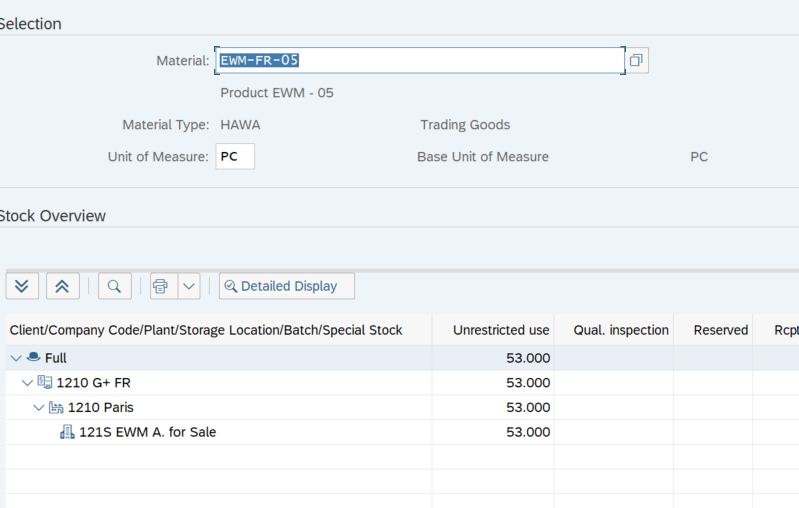 Selection
Material: EWM-FR-05
Product EWM - 05
Material Type: HAWA Trading Goods
Unit of Measure: PC Base Unit of Measure PC
Stock Overview
Detailed Display
Client/Company Code/Plant/Storage Location/Batch/Special Stock Unrestricted use Qual. inspection Reserved Rcpt
Full 53.000
1210 G+ FR 53.000
1210 Paris 53.000
121S EWM A. for Sale 53.000